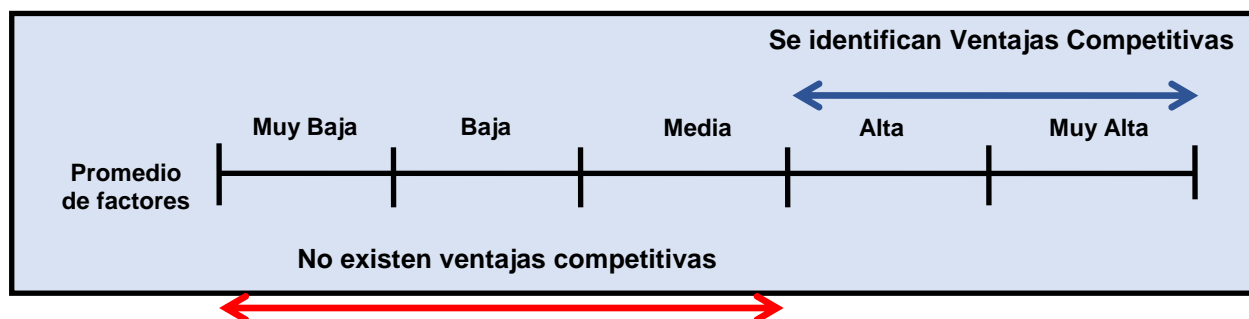 Se identifican Ventajas Competitivas
Muy Baja Baja Media Alta Muy Alta
Promedio
de factores
No existen ventajas competitivas